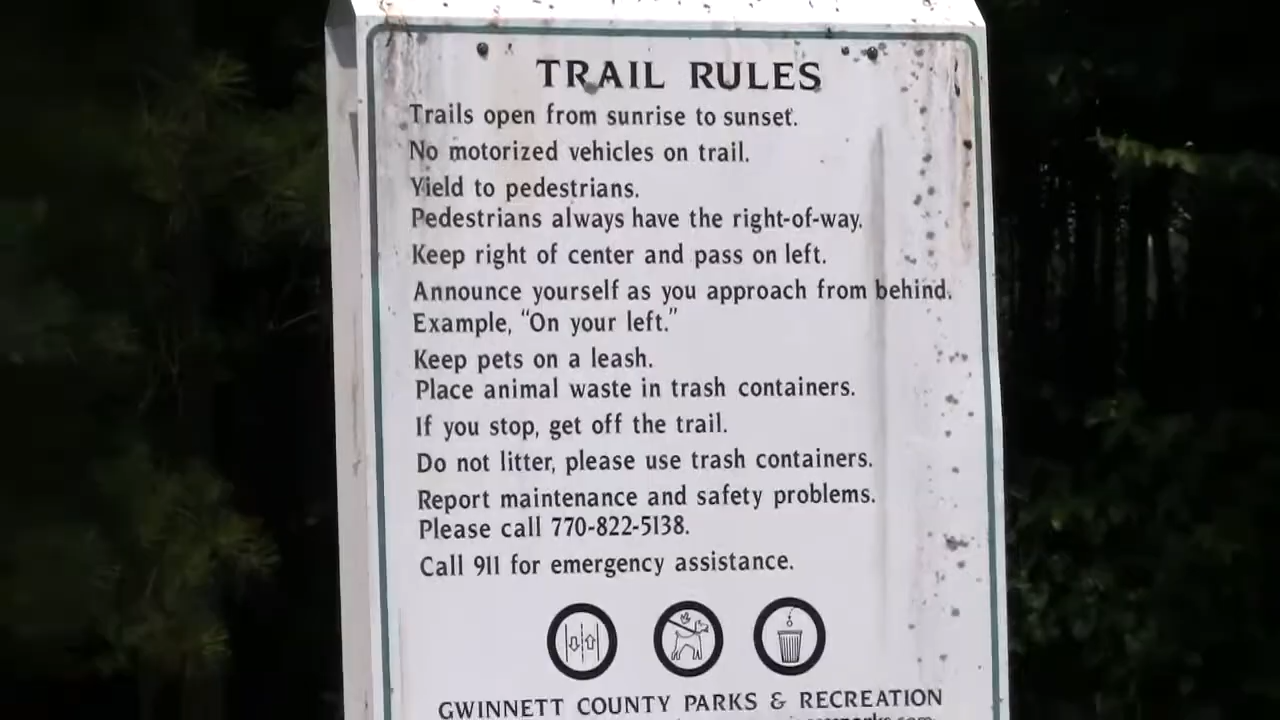 TRAIL RULES
Trails open from sunrise to sunset.
No motorized vehicles on trail.
Yield to pedestrians.
Pedestrians always have the right-of-way.
Keep right of center and pass on left.
Announce yourself as you approach from behind.
Example, “On your left.”
Keep pets on a leash.
Place animal waste in trash containers.
If you stop, get off the trail.
Do not litter, please use trash containers.
Report maintenance and safety problems.
Please call 770-822-5138.
Call 911 for emergency assistance.
GWINNETT COUNTY PARKS & RECREATION